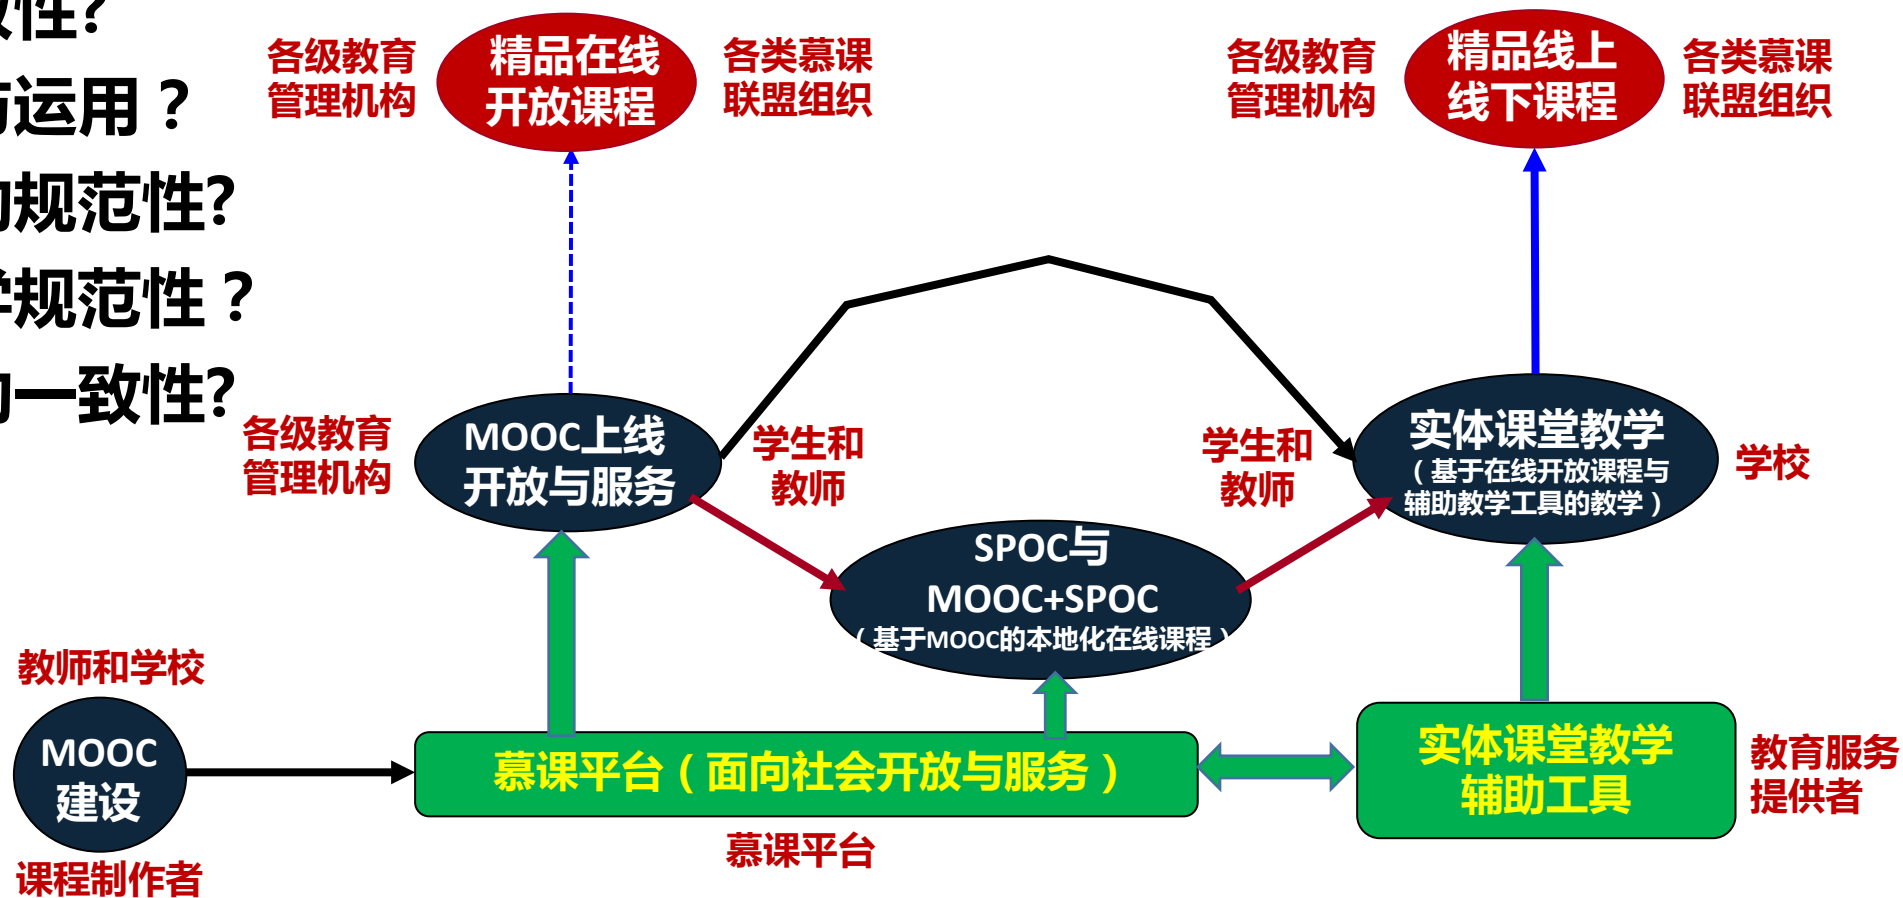 致性?
与运用？
的规范性?
学规范性？
的一致性?
各级教育
管理机构
精品在线
开放课程
各类慕课
联盟组织
各级教育
管理机构
精品线上
线下课程
各类慕课
联盟组织
各级教育
管理机构
MOOC上线
开放与服务
学生和
教师
学生和
教师
实体课堂教学
（基于在线开放课程与
辅助教学工具的教学）
学校
SPOC与
MOOC+SPOC
（基于MOOC的本地化在线课程）
教师和学校
MOOC
建设
课程制作者
慕课平台（面向社会开放与服务）
慕课平台
实体课堂教学
辅助工具
教育服务
提供者